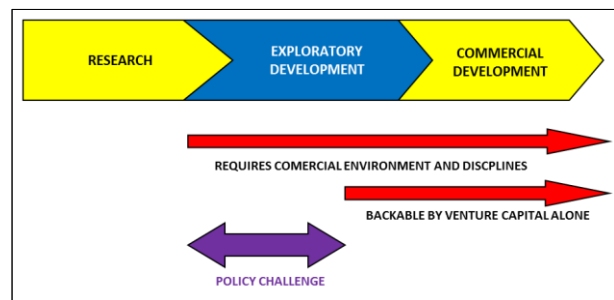 RESEARCH
EXPLORATORY
DEVELOPMENT
COMMERCIAL
DEVELOPMENT
REQUIRES COMERCIAL ENVIRONMENT AND DISCPLINES
BACKABLE BY VENTURE CAPITAL ALONE
POLICY CHALLENGE